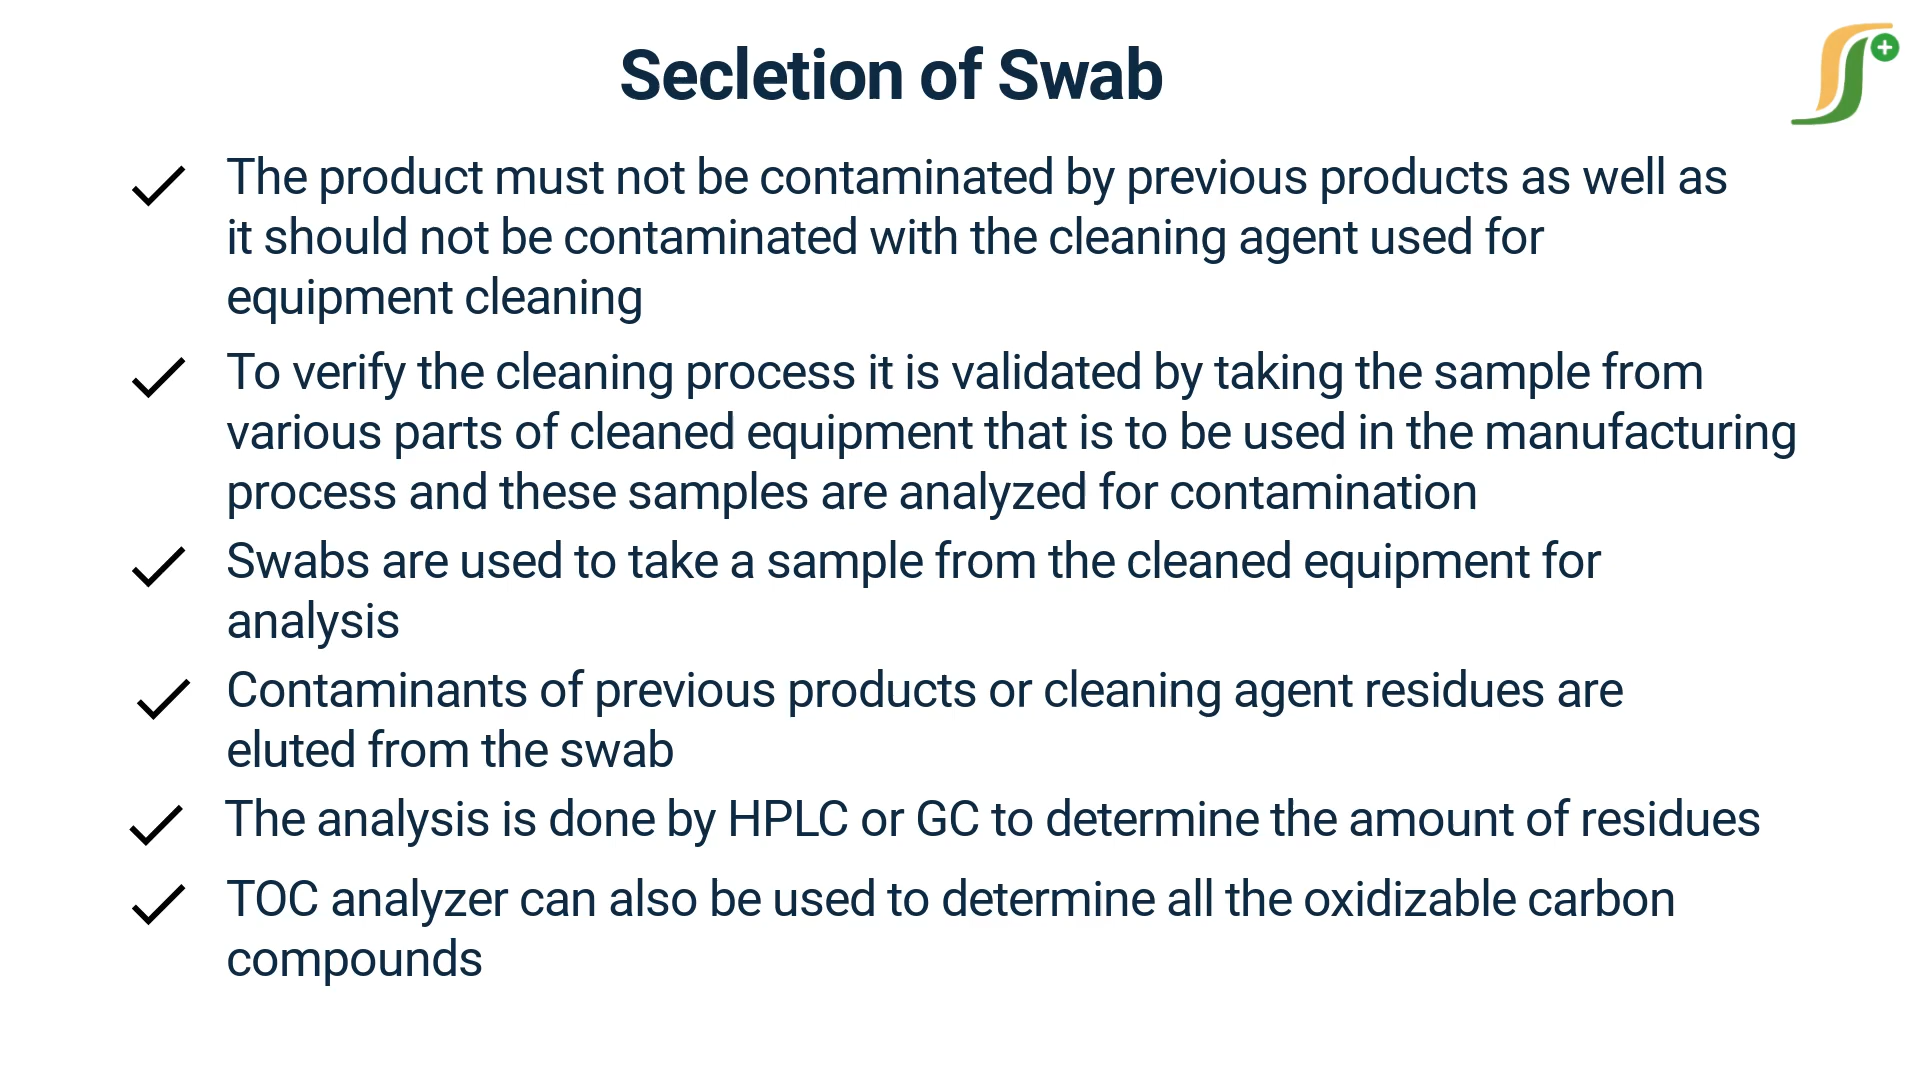 Secletion of Swab
The product must not be contaminated by previous products as well as
it should not be contaminated with the cleaning agent used for
equipment cleaning
To verify the cleaning process it is validated by taking the sample from
various parts of cleaned equipment that is to be used in the manufacturing
process and these samples are analyzed for contamination
Swabs are used to take a sample from the cleaned equipment for
analysis
Contaminants of previous products or cleaning agent residues are
eluted from the swab
The analysis is done by HPLC or GC to determine the amount of residues
TOC analyzer can also be used to determine all the oxidizable carbon
compounds